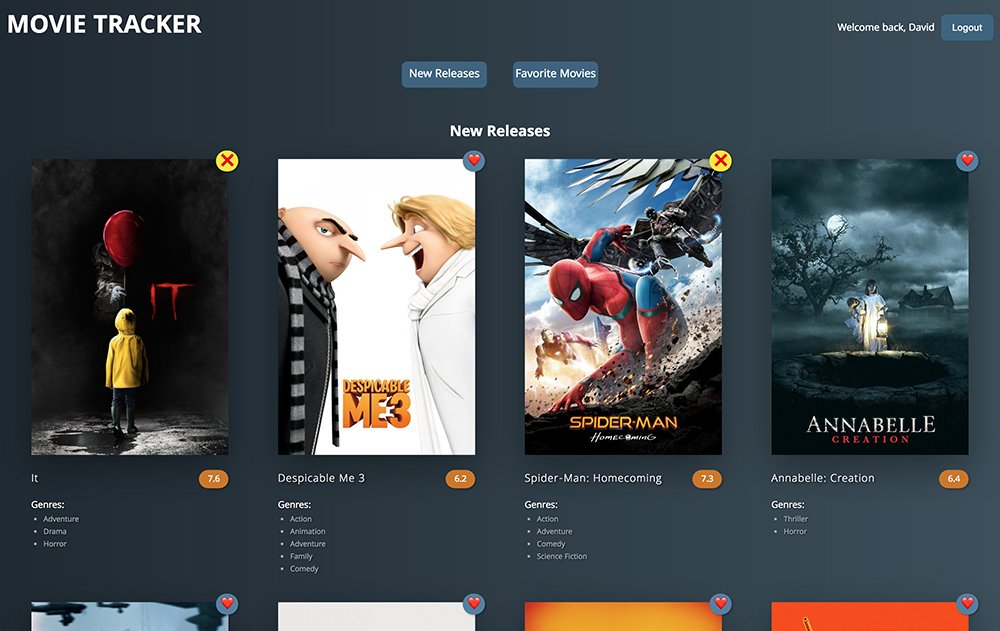 MOVIE TRACKER
Welcome back, David
Logout
New Releases
Favorite Movies
New Releases
IT
DESPICABLE
ME 3
SPIDER-MAN
HOMECOMING
ANNABELLE
CREATION
It
7.6
Despicable Me 3
6.2
Spider-Man: Homecoming
7.3
Annabelle: Creation
6.4
Genres:
Adventure
Drama
Horror
Genres:
Action
Animation
Adventure
Family
Comedy
Genres:
Action
Adventure
Comedy
Science Fiction
Genres:
Thriller
Horror